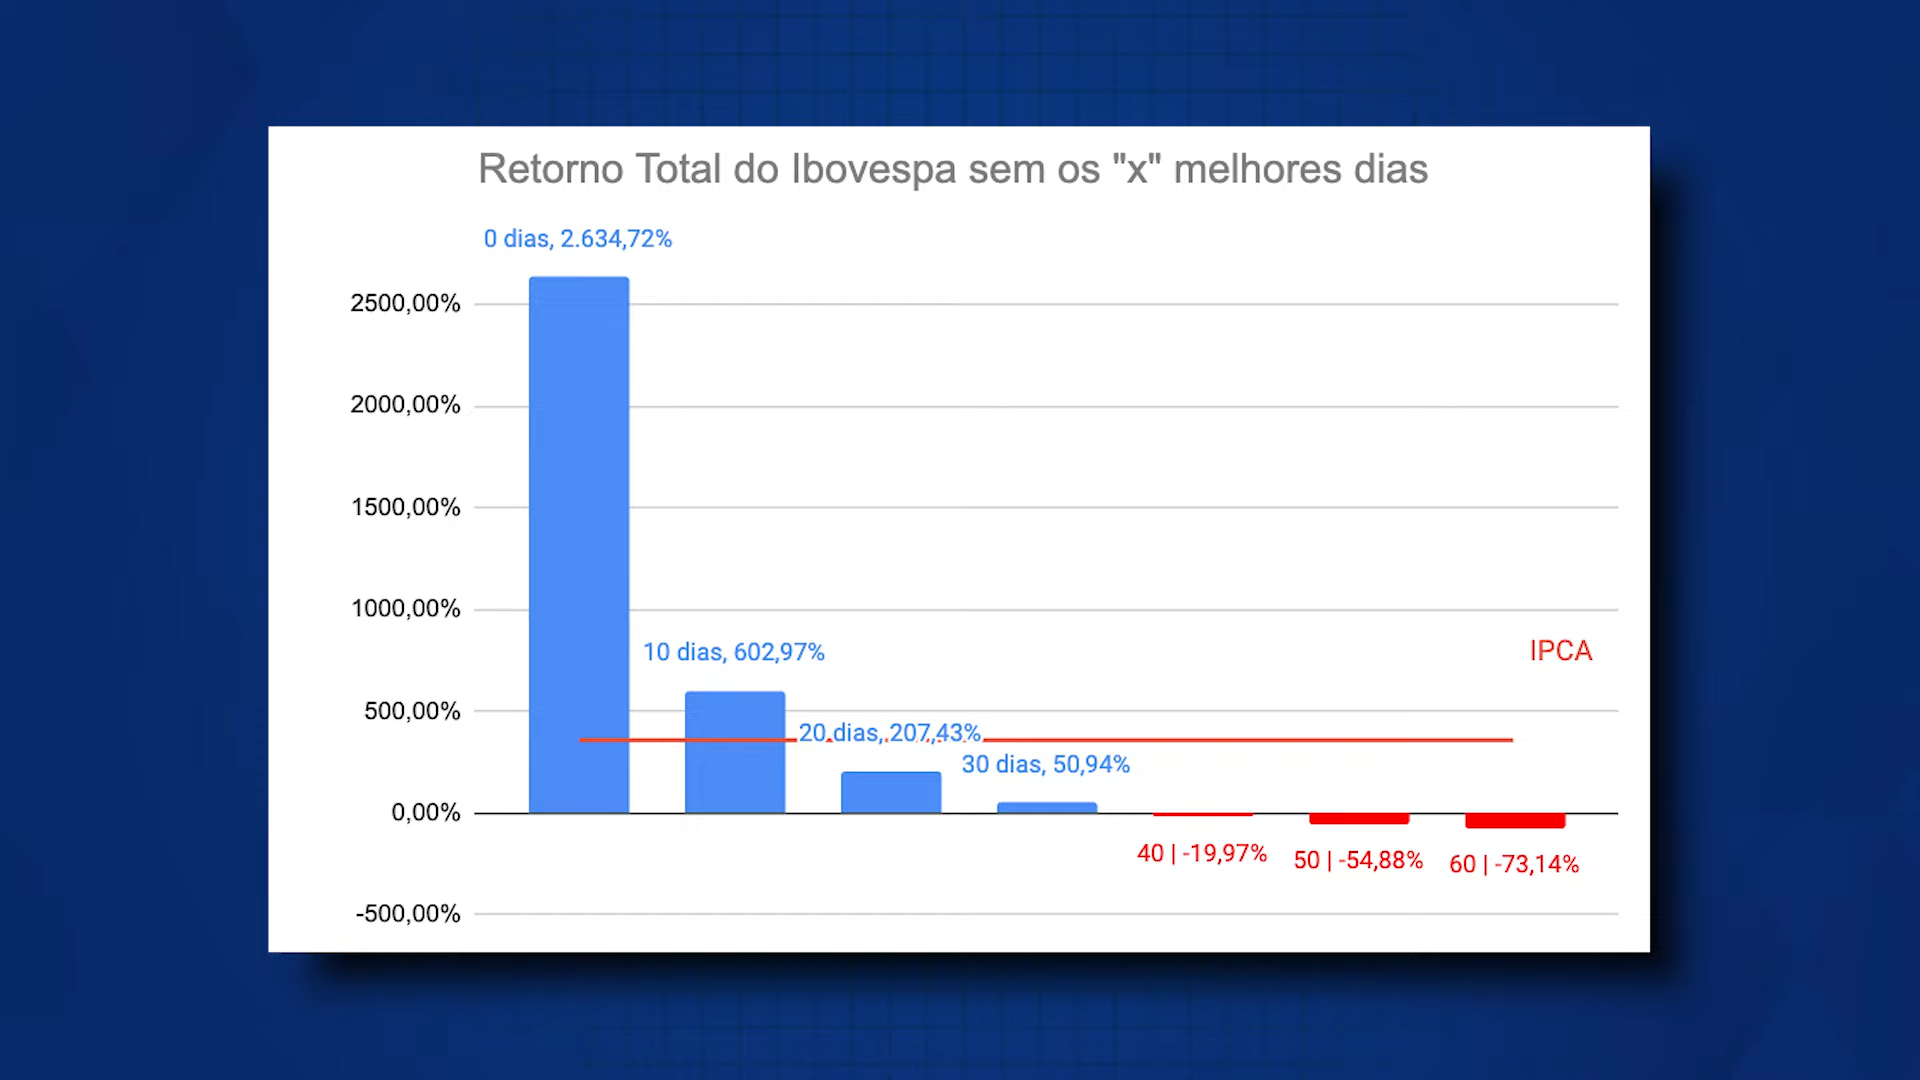 Retorno Total do Ibovespa sem os "x" melhores dias
0 dias, 2.634,72%
2500,00%
2000,00%
1500,00%
1000,00%
10 dias, 602,97%
IPCA
500,00%
20 dias, 207,43%
30 dias, 50,94%
0,00%
40 | -19,97%
50 | -54,88%
60 | -73,14%
-500,00%